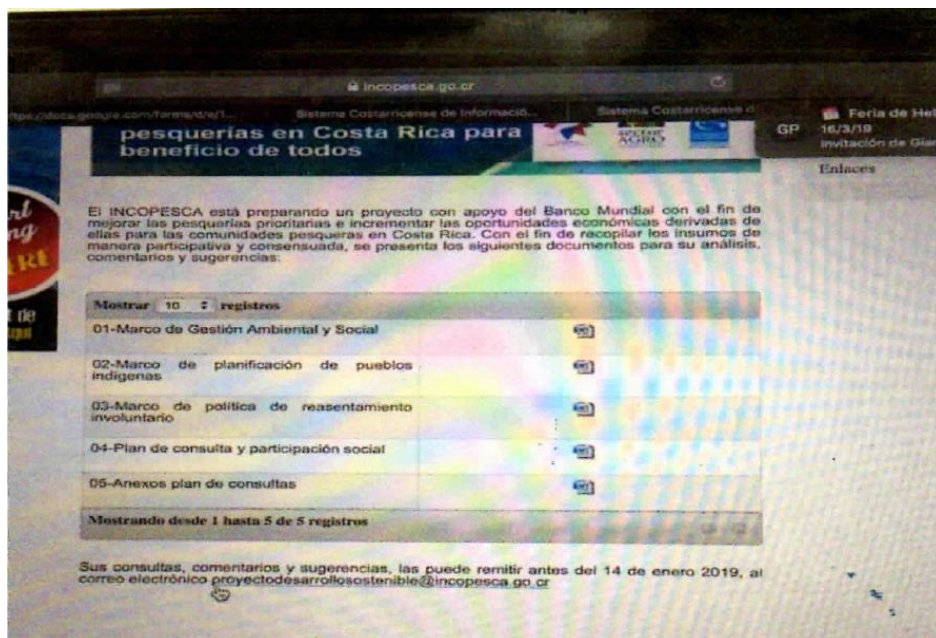 incopesca.go.cr
Sistema Costarricense de Informació...
Sistema Costarricense d
Feria de Hel
GP
16/3/19
Invitación de Gian
pesquerías en Costa Rica para
beneficio de todos
SECTOR
AGRO
Enlaces
El INCOPESCA está preparando un proyecto con apoyo del Banco Mundial con el fin de
mejorar las pesquerías prioritarias e incrementar las oportunidades económicas derivadas de
ellas para las comunidades pesqueras en Costa Rica. Con el fin de recopilar los insumos de
manera participativa y consensuada, se presenta los siguientes documentos para su análisis,
comentarios y sugerencias:
Mostrar 10 registros
01-Marco de Gestión Ambiental y Social
02-Marco de planificación de pueblos
indígenas
03-Marco de política de reasentamiento
involuntario
04-Plan de consulta y participación social
05-Anexos plan de consultas
Mostrando desde 1 hasta 5 de 5 registros
Sus consultas, comentarios y sugerencias, las puede remitir antes del 14 de enero 2019, al
correo electrónico proyectodesarrollosostenible@incopesca.go.cr